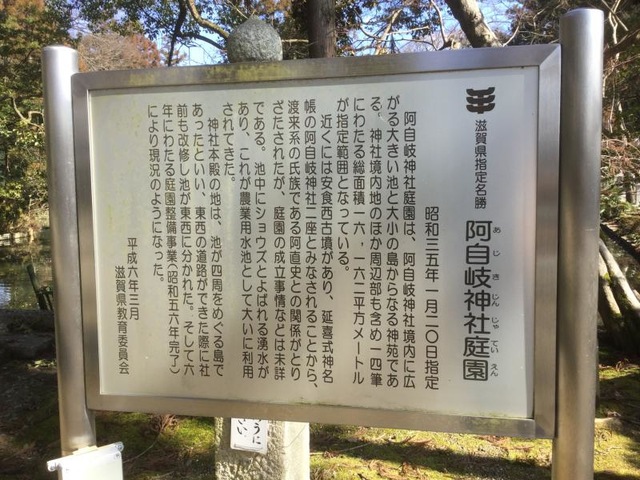 滋賀県指定名勝
阿自岐神社庭園
あじきじんじゃていえん
昭和三五年一月二〇日指定
阿自岐神社庭園は、阿自岐神社境内に広
がる大きい池と大小の島からなる神苑であ
る。神社境内地のほか周辺部も含め一四筆
にわたる総面積一六，一六二平方メートル
が指定範囲となっている。
近くには安食西古墳があり、延喜式神名
帳の阿自岐神社二座とみなされることから、
渡来系の氏族である阿直史との関係がとり
ざたされたが、庭園の成立事情などは未詳
である。池中にショウズとよばれる湧水が
あり、これが農業用水池として大いに利用
されてきた。
神社本殿の地は、池が四周をめぐる島で
あったといい、東西の道路ができた際に社
前も改修し池が東西に分かれた。そして六
年にわたる庭園整備事業（昭和五六年完了）
により現況のようになった。
平成六年三月
滋賀県教育委員会